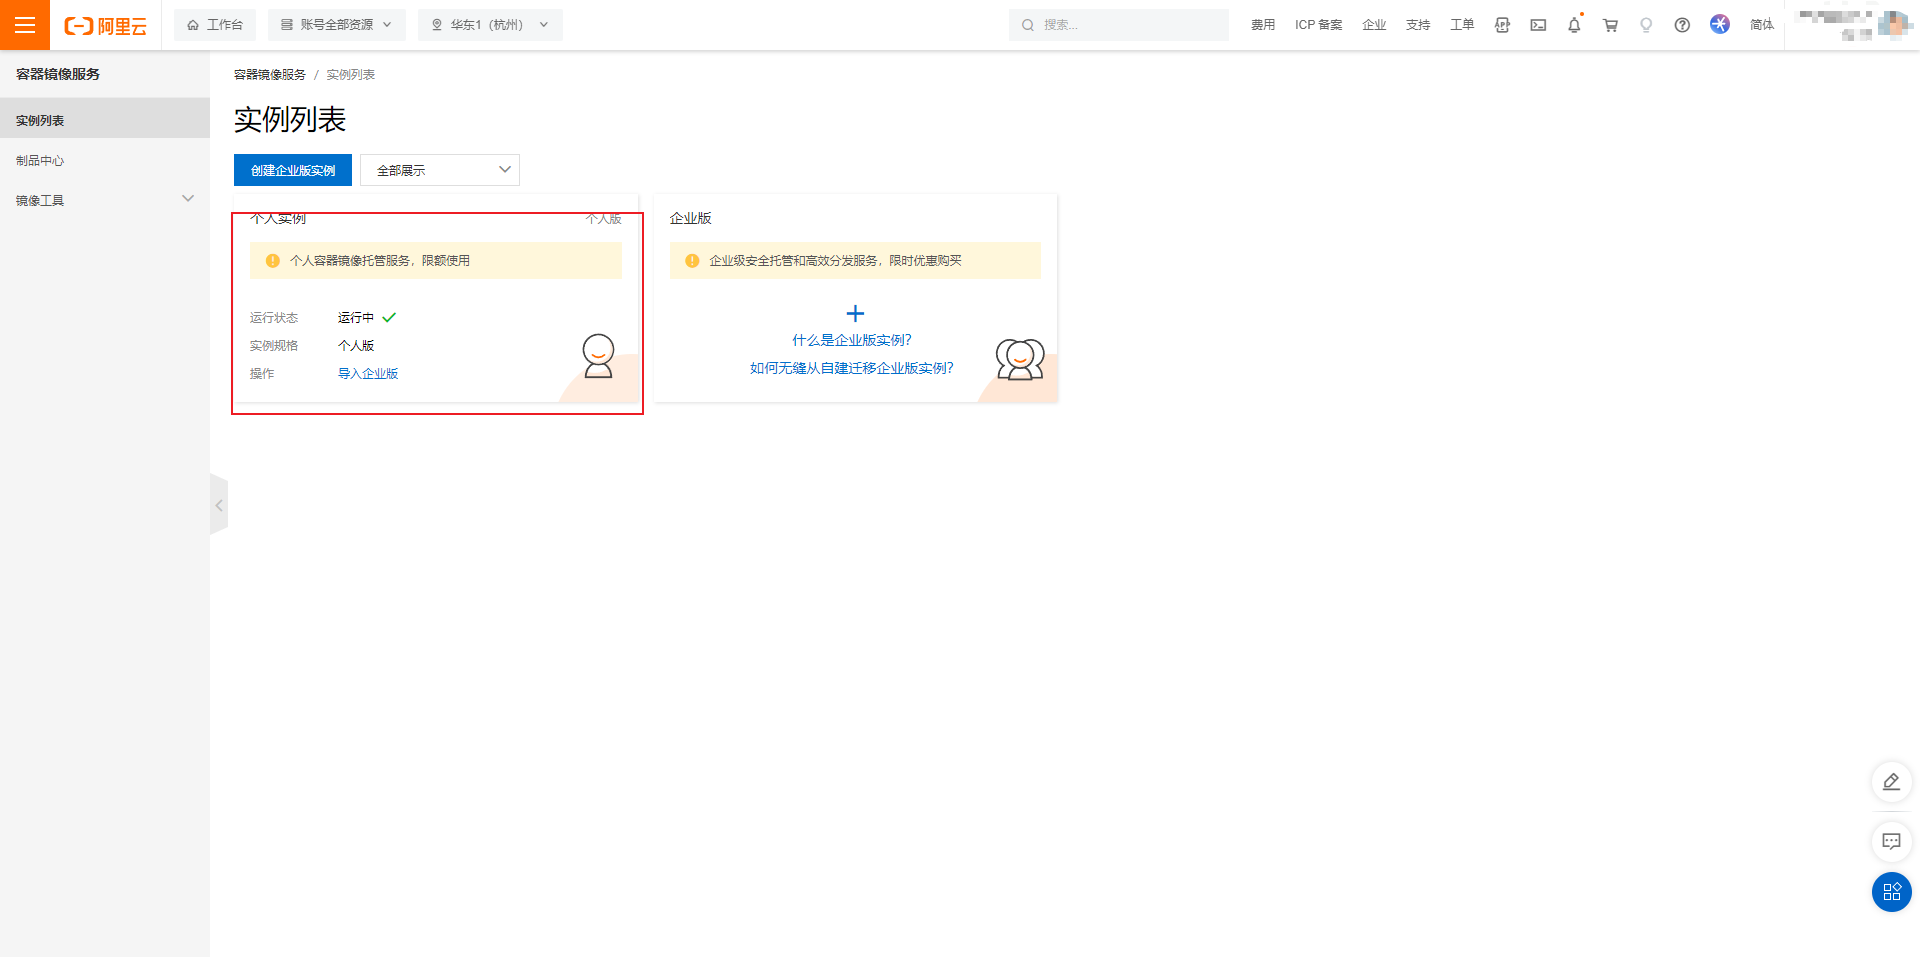 阿里云
工作台
账号全部资源
华东1（杭州）
搜索...
费用
ICP 备案
企业
支持
工单
简体
容器镜像服务
实例列表
制品中心
镜像工具
容器镜像服务 / 实例列表
实例列表
创建企业版实例
全部展示
个人实例
个人版
个人容器镜像托管服务，限额使用
运行状态 运行中
实例规格 个人版
操作 导入企业版
企业版
企业级安全托管和高效分发服务，限时优惠购买
什么是企业版实例？
如何无缝从自建迁移企业版实例？